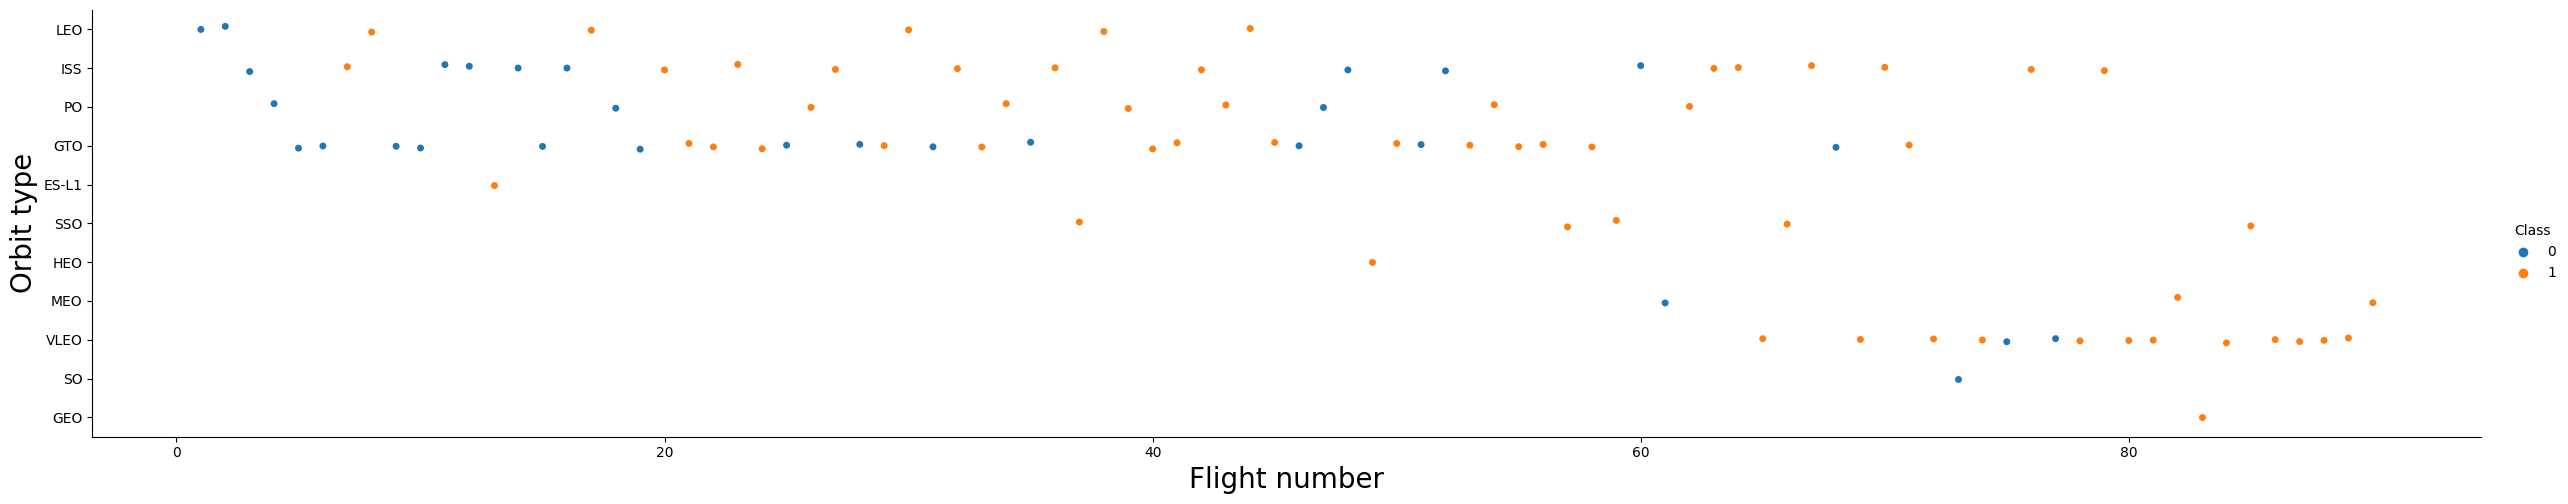 Orbit type
LEO
ISS
PO
GTO
ES-L1
SSO
HEO
MEO
VLEO
SO
GEO
0
20
40
60
80
Flight number
Class
0
1